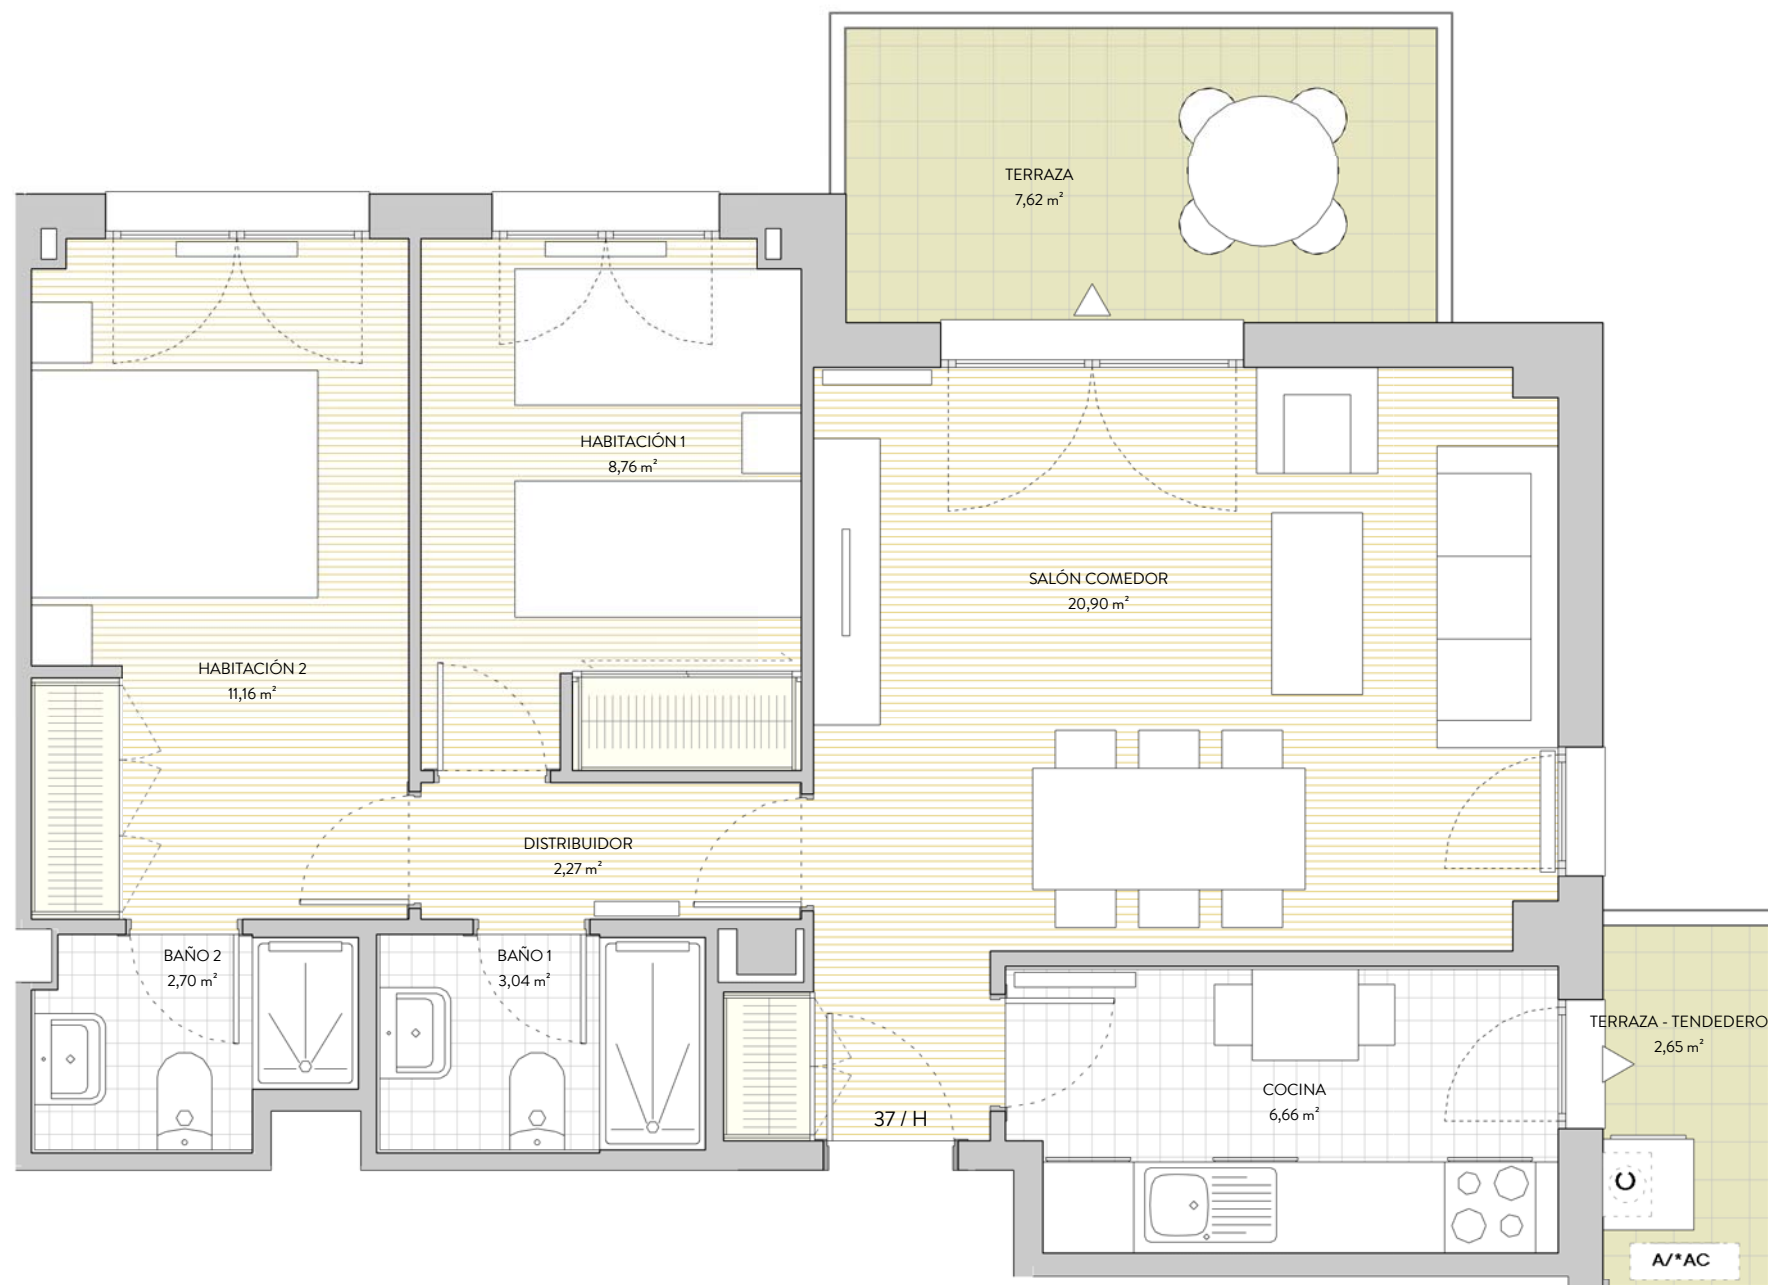 TERRAZA
7,62 m²
HABITACIÓN 1
8,76 m²
SALÓN COMEDOR
20,90 m²
HABITACIÓN 2
11,16 m²
DISTRIBUIDOR
2,27 m²
BAÑO 2
2,70 m²
BAÑO 1
3,04 m²
TERRAZA - TENDEDERO
2,65 m²
COCINA
6,66 m²
37 / H
C
A/*AC